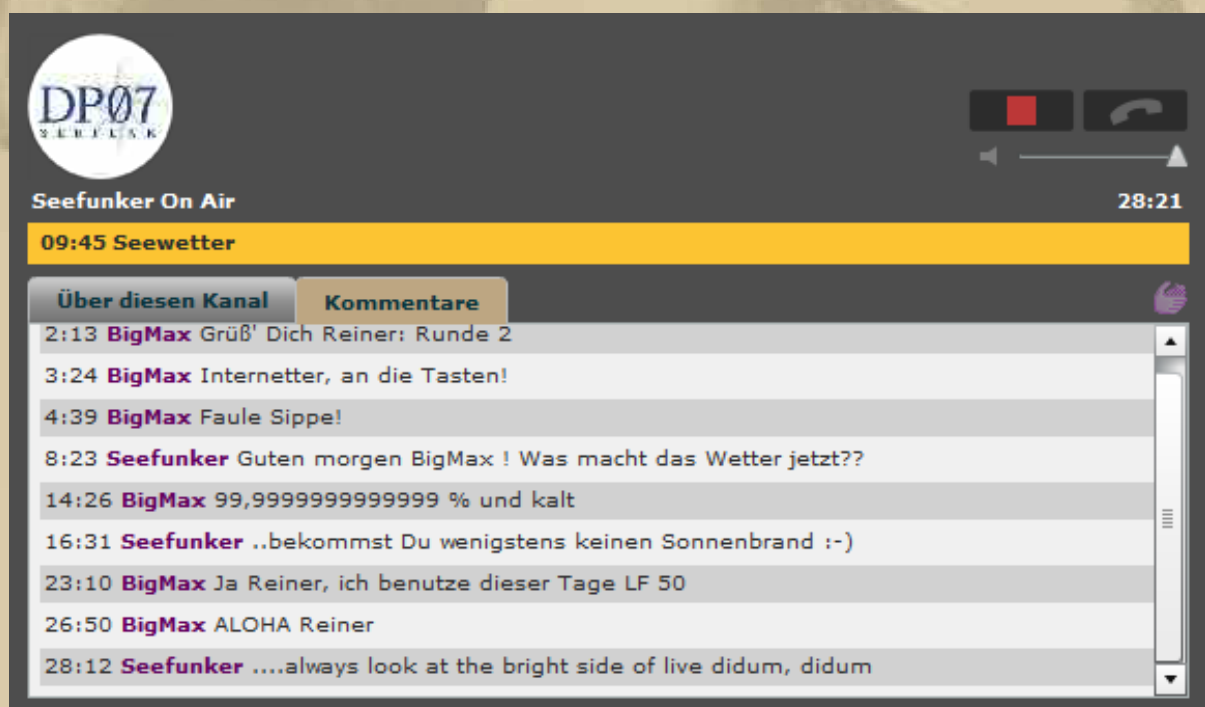 DP07
SEEFUNK
Seefunker On Air
28:21
09:45 Seewetter
Über diesen Kanal
Kommentare
2:13 BigMax Grüß' Dich Reiner: Runde 2
3:24 BigMax Internetter, an die Tasten!
4:39 BigMax Faule Sippe!
8:23 Seefunker Guten morgen BigMax ! Was macht das Wetter jetzt??
14:26 BigMax 99,9999999999999 % und kalt
16:31 Seefunker ..bekommst Du wenigstens keinen Sonnenbrand :-)
23:10 BigMax Ja Reiner, ich benutze dieser Tage LF 50
26:50 BigMax ALOHA Reiner
28:12 Seefunker ....always look at the bright side of live didum, didum